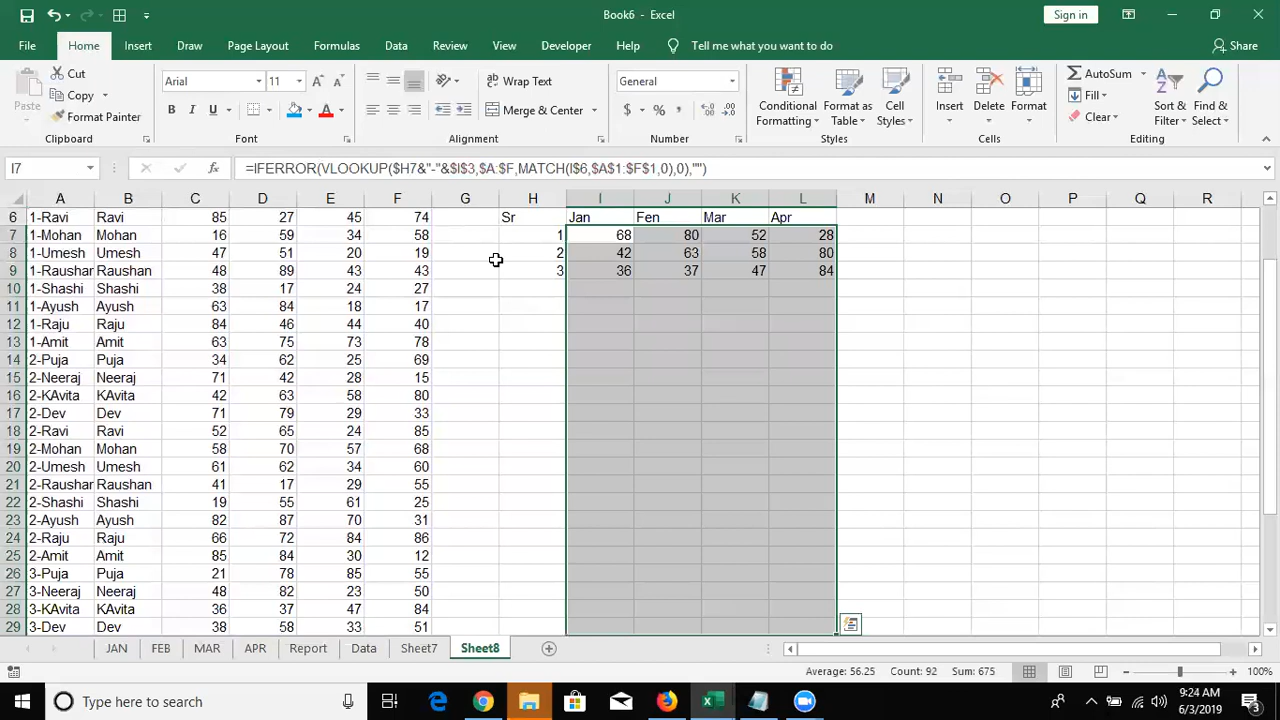 Book6 - Excel
Sign in
File Home Insert Draw Page Layout Formulas Data Review View Developer Help Tell me what you want to do Share
Paste
Cut
Copy
Format Painter
Clipboard
Arial 11
B I U
Font
Wrap Text
Merge & Center
Alignment
General
$ % ,
Number
Conditional Formatting
Format as Table
Cell Styles
Styles
Insert Delete Format
Cells
AutoSum
Fill
Clear
Sort & Filter
Find & Select
Editing
I7 =IFERROR(VLOOKUP($H7&"-"&$I$3,$A:$F,MATCH(I$6,$A$1:$F$1,0),0),"")
A B C D E F G H I J K L M N O P Q R
6 1-Ravi Ravi 85 27 45 74 Sr Jan Fen Mar Apr
7 1-Mohan Mohan 16 59 34 58 1 68 80 52 28
8 1-Umesh Umesh 47 51 20 19 2 42 63 58 80
9 1-Raushan Raushan 48 89 43 43 3 36 37 47 84
10 1-Shashi Shashi 38 17 24 27
11 1-Ayush Ayush 63 84 18 17
12 1-Raju Raju 84 46 44 40
13 1-Amit Amit 63 75 73 78
14 2-Puja Puja 34 62 25 69
15 2-Neeraj Neeraj 71 42 28 15
16 2-KAvita KAvita 42 63 58 80
17 2-Dev Dev 71 79 29 33
18 2-Ravi Ravi 52 65 24 85
19 2-Mohan Mohan 58 70 57 68
20 2-Umesh Umesh 61 62 34 60
21 2-Raushan Raushan 41 17 29 55
22 2-Shashi Shashi 19 55 61 25
23 2-Ayush Ayush 82 87 70 31
24 2-Raju Raju 66 72 84 86
25 2-Amit Amit 85 84 30 12
26 3-Puja Puja 21 78 85 55
27 3-Neeraj Neeraj 48 82 23 50
28 3-KAvita KAvita 36 37 47 84
29 3-Dev Dev 38 58 33 51
JAN FEB MAR APR Report Data Sheet7 Sheet8
Average: 56.25 Count: 92 Sum: 675 100%
Type here to search
9:24 AM
6/3/2019
3